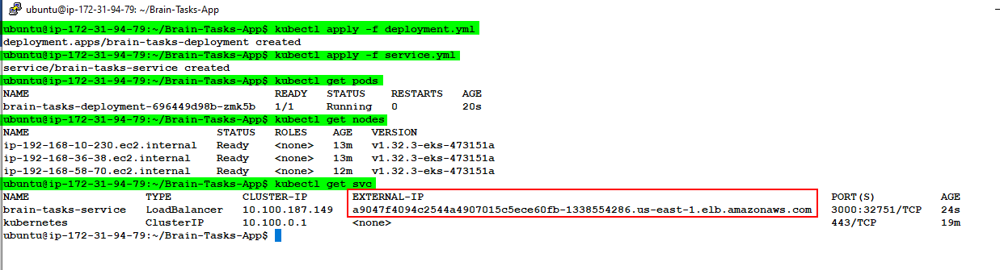 ubuntu@ip-172-31-94-79: ~/Brain-Tasks-App
ubuntu@ip-172-31-94-79:~/Brain-Tasks-App$ kubectl apply -f deployment.yml
deployment.apps/brain-tasks-deployment created
ubuntu@ip-172-31-94-79:~/Brain-Tasks-App$ kubectl apply -f service.yml
service/brain-tasks-service created
ubuntu@ip-172-31-94-79:~/Brain-Tasks-App$ kubectl get pods
NAME READY STATUS RESTARTS AGE
brain-tasks-deployment-696449d98b-zmk5b 1/1 Running 0 20s
ubuntu@ip-172-31-94-79:~/Brain-Tasks-App$ kubectl get nodes
NAME STATUS ROLES AGE VERSION
ip-192-168-10-230.ec2.internal Ready <none> 13m v1.32.3-eks-473151a
ip-192-168-36-38.ec2.internal Ready <none> 13m v1.32.3-eks-473151a
ip-192-168-58-70.ec2.internal Ready <none> 12m v1.32.3-eks-473151a
ubuntu@ip-172-31-94-79:~/Brain-Tasks-App$ kubectl get svc
NAME TYPE CLUSTER-IP EXTERNAL-IP PORT(S) AGE
brain-tasks-service LoadBalancer 10.100.187.149 a9047f4094c2544a4907015c5ece60fb-1338554286.us-east-1.elb.amazonaws.com 3000:32751/TCP 24s
kubernetes ClusterIP 10.100.0.1 <none> 443/TCP 19m
ubuntu@ip-172-31-94-79:~/Brain-Tasks-App$